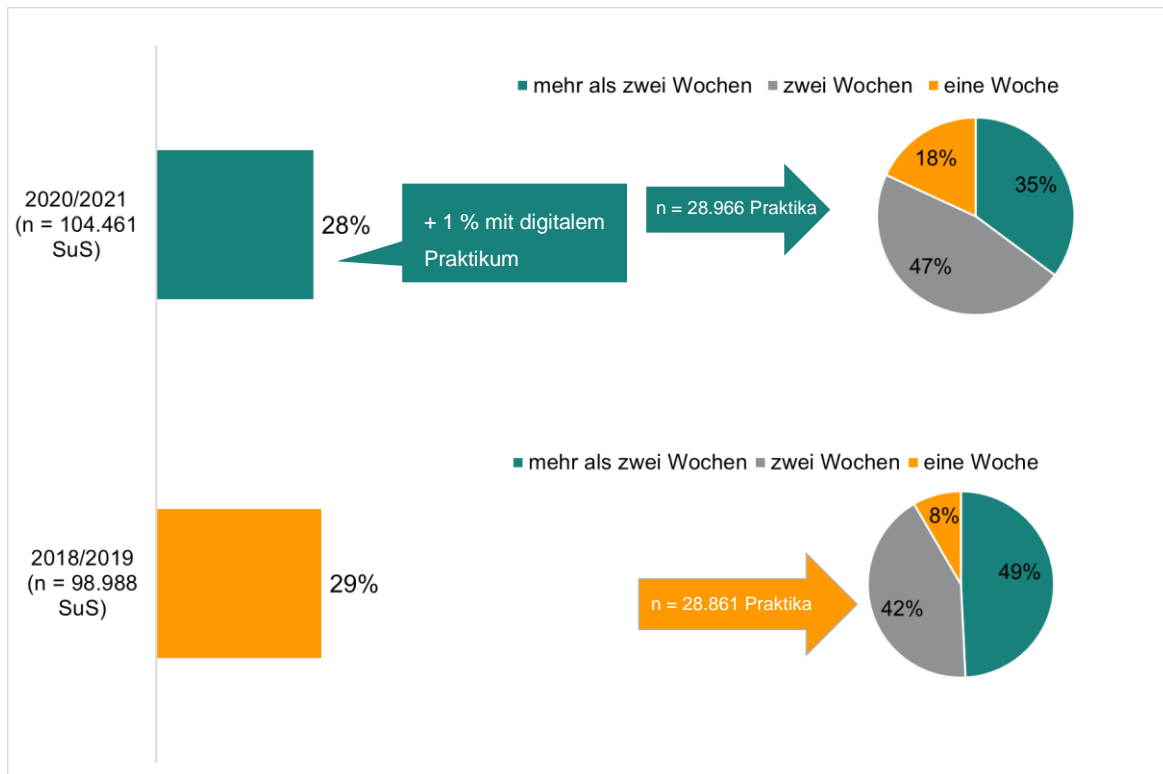 mehr als zwei Wochen zwei Wochen eine Woche
2020/2021
(n = 104.461
SuS)
28%
+ 1 % mit digitalem
Praktikum
n = 28.966 Praktika
18%
35%
47%
mehr als zwei Wochen zwei Wochen eine Woche
2018/2019
(n = 98.988
SuS)
29%
n = 28.861 Praktika
8%
49%
42%